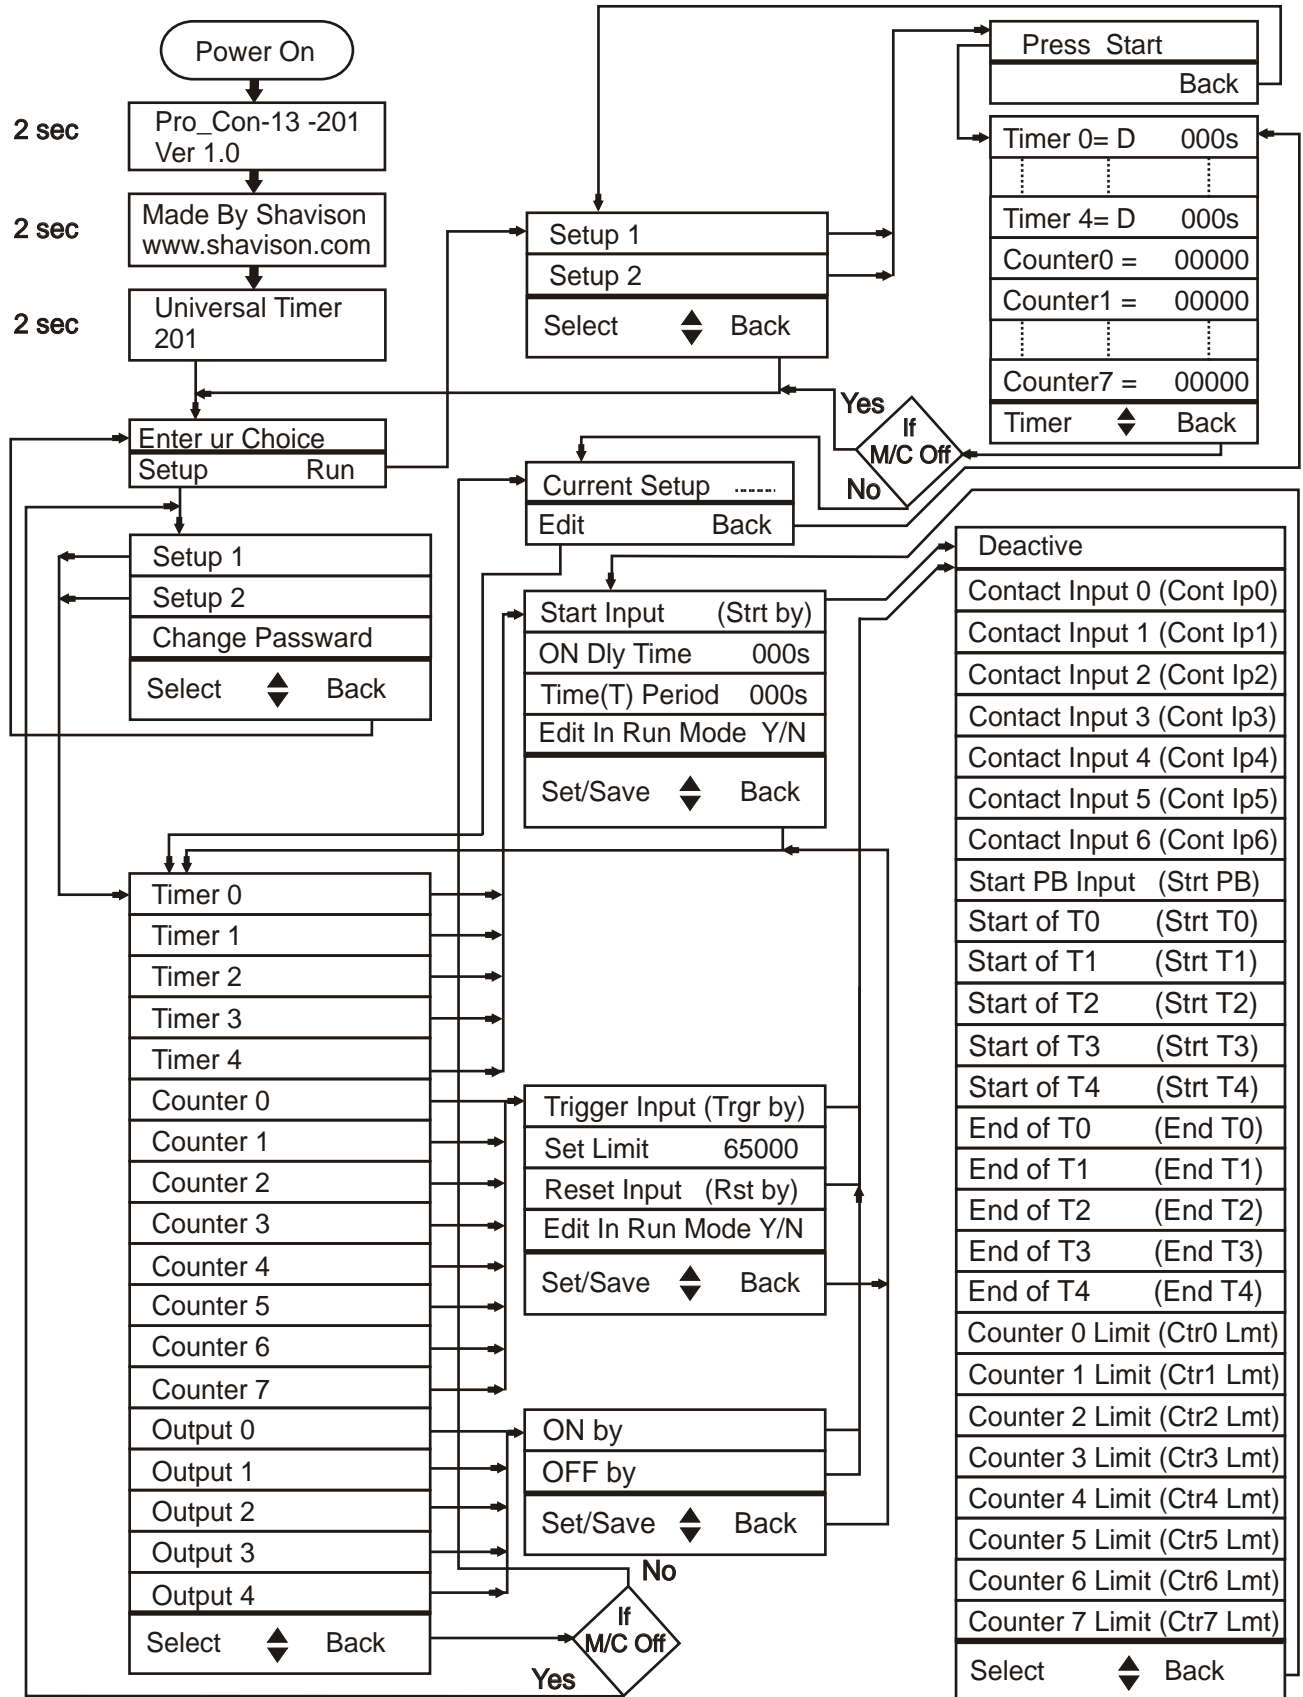 Power On
2 sec
Pro_Con-13 -201
Ver 1.0
2 sec
Made By Shavison
www.shavison.com
2 sec
Universal Timer
201
Enter ur Choice
Setup Run
Setup 1
Setup 2
Change Passward
Select Back
Setup 1
Setup 2
Select Back
Press Start
Back
Timer 0= D 000s
Timer 4= D 000s
Counter0 = 00000
Counter1 = 00000
Counter7 = 00000
Timer Back
Yes
If
M/C Off
No
Current Setup ........
Edit Back
Start Input (Strt by)
ON Dly Time 000s
Time(T) Period 000s
Edit In Run Mode Y/N
Set/Save Back
Timer 0
Timer 1
Timer 2
Timer 3
Timer 4
Counter 0
Counter 1
Counter 2
Counter 3
Counter 4
Counter 5
Counter 6
Counter 7
Output 0
Output 1
Output 2
Output 3
Output 4
Select Back
Trigger Input (Trgr by)
Set Limit 65000
Reset Input (Rst by)
Edit In Run Mode Y/N
Set/Save Back
ON by
OFF by
Set/Save Back
No
If
M/C Off
Yes
Deactive
Contact Input 0 (Cont Ip0)
Contact Input 1 (Cont Ip1)
Contact Input 2 (Cont Ip2)
Contact Input 3 (Cont Ip3)
Contact Input 4 (Cont Ip4)
Contact Input 5 (Cont Ip5)
Contact Input 6 (Cont Ip6)
Start PB Input (Strt PB)
Start of T0 (Strt T0)
Start of T1 (Strt T1)
Start of T2 (Strt T2)
Start of T3 (Strt T3)
Start of T4 (Strt T4)
End of T0 (End T0)
End of T1 (End T1)
End of T2 (End T2)
End of T3 (End T3)
End of T4 (End T4)
Counter 0 Limit (Ctr0 Lmt)
Counter 1 Limit (Ctr1 Lmt)
Counter 2 Limit (Ctr2 Lmt)
Counter 3 Limit (Ctr3 Lmt)
Counter 4 Limit (Ctr4 Lmt)
Counter 5 Limit (Ctr5 Lmt)
Counter 6 Limit (Ctr6 Lmt)
Counter 7 Limit (Ctr7 Lmt)
Select Back